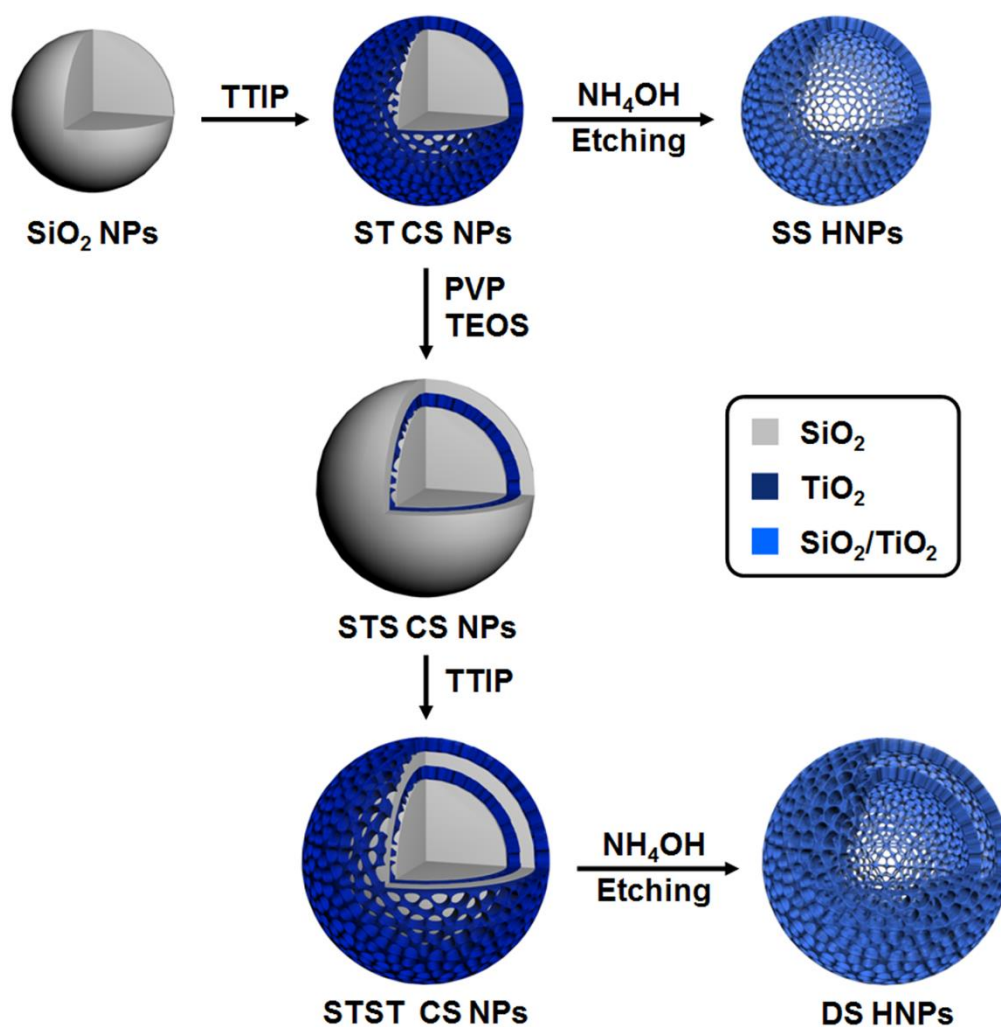 TTIP
NH₄OH
Etching
SiO₂ NPs
ST CS NPs
SS HNPs
PVP
TEOS
SiO₂
TiO₂
SiO₂/TiO₂
STS CS NPs
TTIP
NH₄OH
Etching
STST CS NPs
DS HNPs